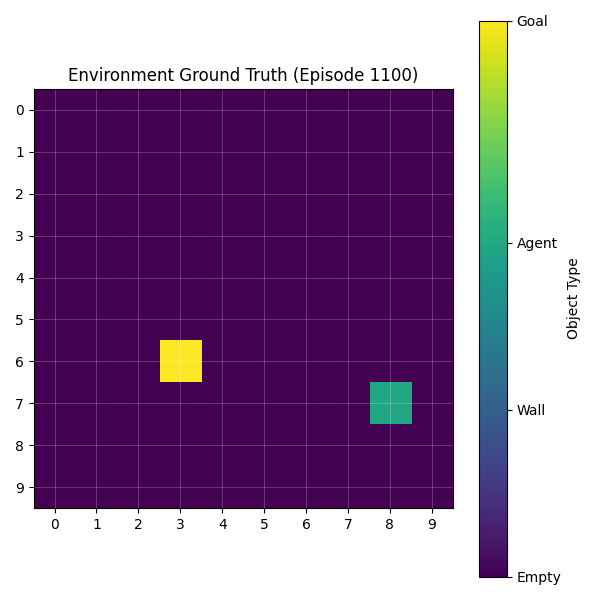 Environment Ground Truth (Episode 1100)
0
1
2
3
4
5
6
7
8
9
0 1 2 3 4 5 6 7 8 9
Goal
Agent
Wall
Empty
Object Type